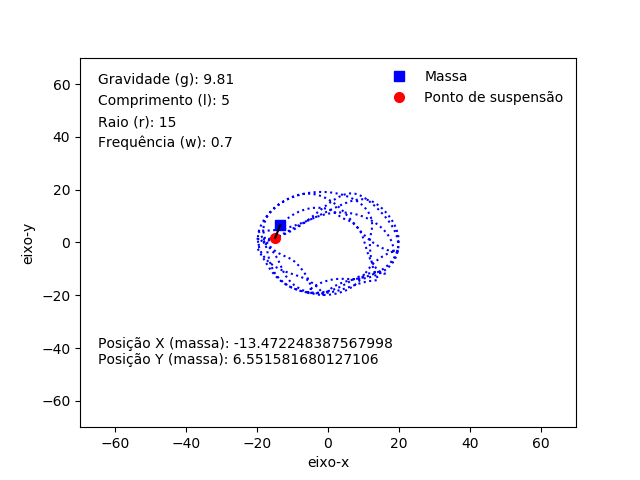 Gravidade (g): 9.81
Comprimento (l): 5
Raio (r): 15
Frequência (w): 0.7
Massa
Ponto de suspensão
60
40
20
0
−20
−40
−60
eixo-y
Posição X (massa): -13.472248387567998
Posição Y (massa): 6.551581680127106
−60 −40 −20 0 20 40 60
eixo-x